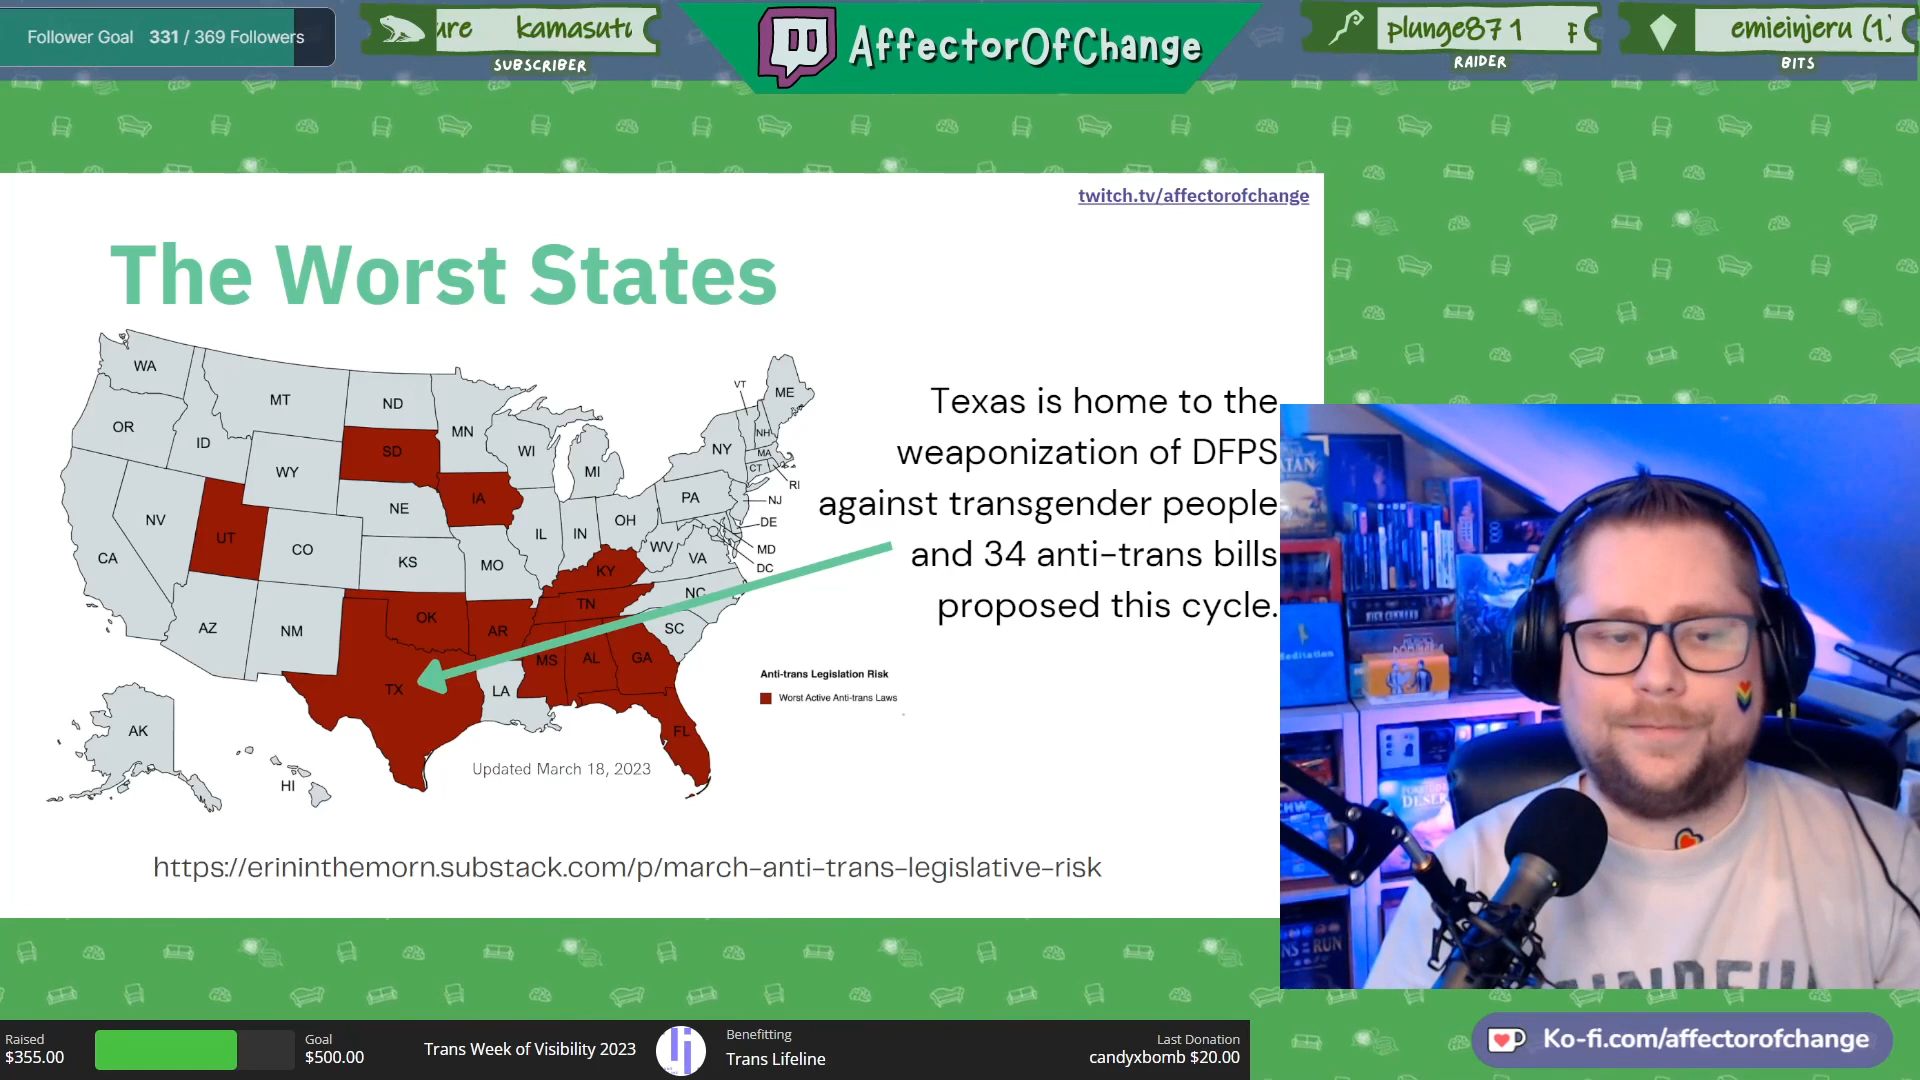 Follower Goal 331 / 369 Followers
ure kamasutu
SUBSCRIBER
AffectorOfChange
plunge871
RAIDER
emieinjeru (1)
BITS
twitch.tv/affectorofchange
The Worst States
WA
MT
ND
MN
OR
ID
WY
SD
WI
MI
VT
ME
NH
NY
MA
CT
RI
NV
UT
CO
NE
IA
IL
IN
OH
PA
NJ
DE
MD
DC
CA
KS
MO
KY
WV
VA
AZ
NM
OK
AR
TN
NC
SC
TX
LA
MS
AL
GA
FL
AK
HI
Texas is home to the
weaponization of DFPS
against transgender people
and 34 anti-trans bills
proposed this cycle.
Anti-trans Legislation Risk
Worst Active Anti-trans Laws
Updated March 18, 2023
https://erininthemorn.substack.com/p/march-anti-trans-legislative-risk
Raised
$355.00
Goal
$500.00
Trans Week of Visibility 2023
Benefitting
Trans Lifeline
Last Donation
candyxbomb $20.00
Ko-fi.com/affectorofchange